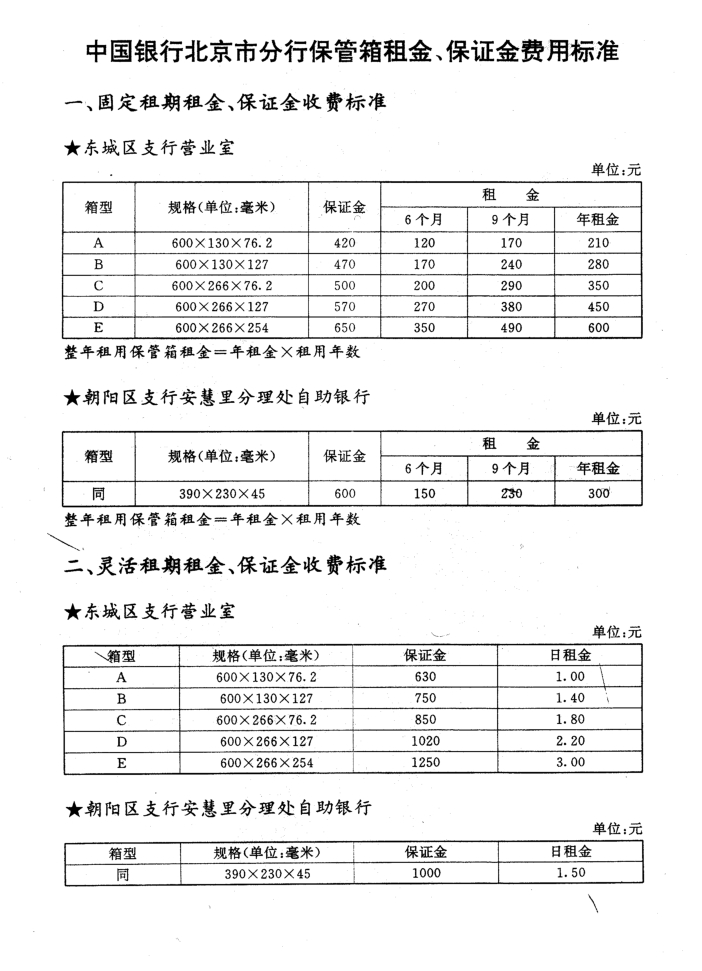 中国银行北京市分行保管箱租金、保证金费用标准
一、固定租期租金、保证金收费标准
★东城区支行营业室
单位:元
箱型 规格(单位:毫米) 保证金 租 金
6个月 9个月 年租金
A 600×130×76.2 420 120 170 210
B 600×130×127 470 170 240 280
C 600×266×76.2 500 200 290 350
D 600×266×127 570 270 380 450
E 600×266×254 650 350 490 600
整年租用保管箱租金=年租金×租用年数
★朝阳区支行安慧里分理处自助银行
单位:元
箱型 规格(单位:毫米) 保证金 租 金
6个月 9个月 年租金
同 390×230×45 600 150 230 300
整年租用保管箱租金=年租金×租用年数
二、灵活租期租金、保证金收费标准
★东城区支行营业室
单位:元
箱型 规格(单位:毫米) 保证金 日租金
A 600×130×76.2 630 1.00
B 600×130×127 750 1.40
C 600×266×76.2 850 1.80
D 600×266×127 1020 2.20
E 600×266×254 1250 3.00
★朝阳区支行安慧里分理处自助银行
单位:元
箱型 规格(单位:毫米) 保证金 日租金
同 390×230×45 1000 1.50